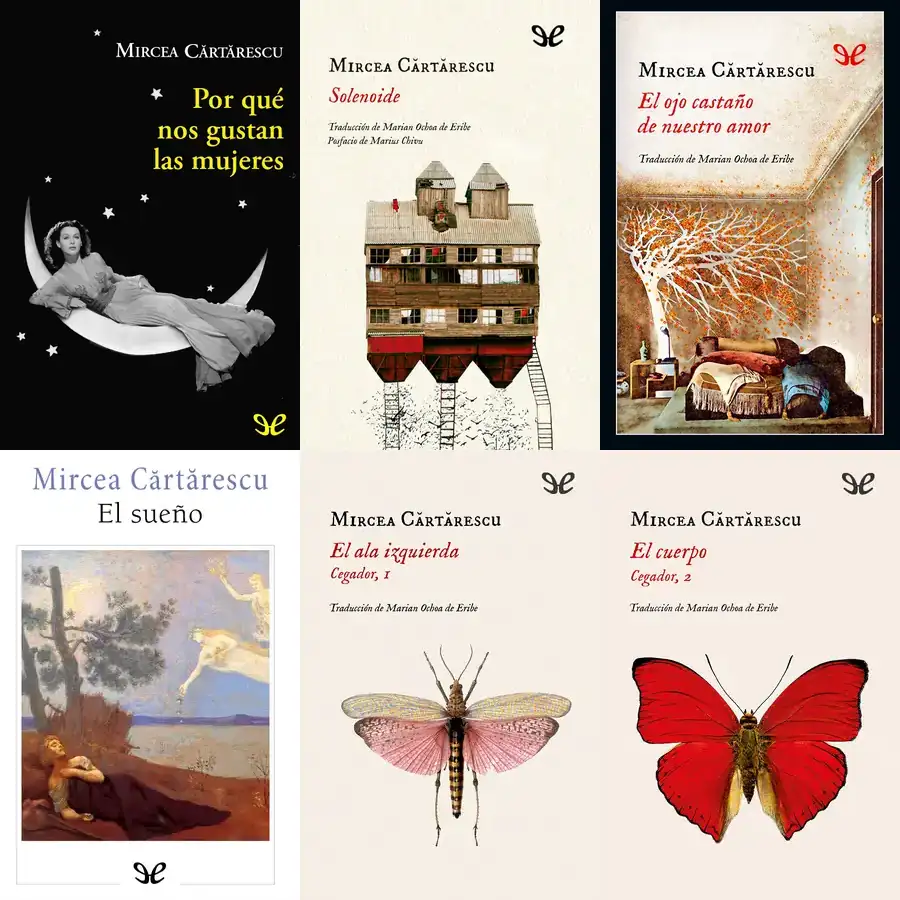 Mircea Cărtărescu
Por qué
nos gustan
las mujeres
Mircea Cărtărescu
Solenoide
Traducción de Marian Ochoa de Eribe
Posfacio de Marius Chivu
Mircea Cărtărescu
El ojo castaño
de nuestro amor
Traducción de Marian Ochoa de Eribe
Mircea Cărtărescu
El sueño
Mircea Cărtărescu
El ala izquierda
Cegador, 1
Traducción de Marian Ochoa de Eribe
Mircea Cărtărescu
El cuerpo
Cegador, 2
Traducción de Marian Ochoa de Eribe